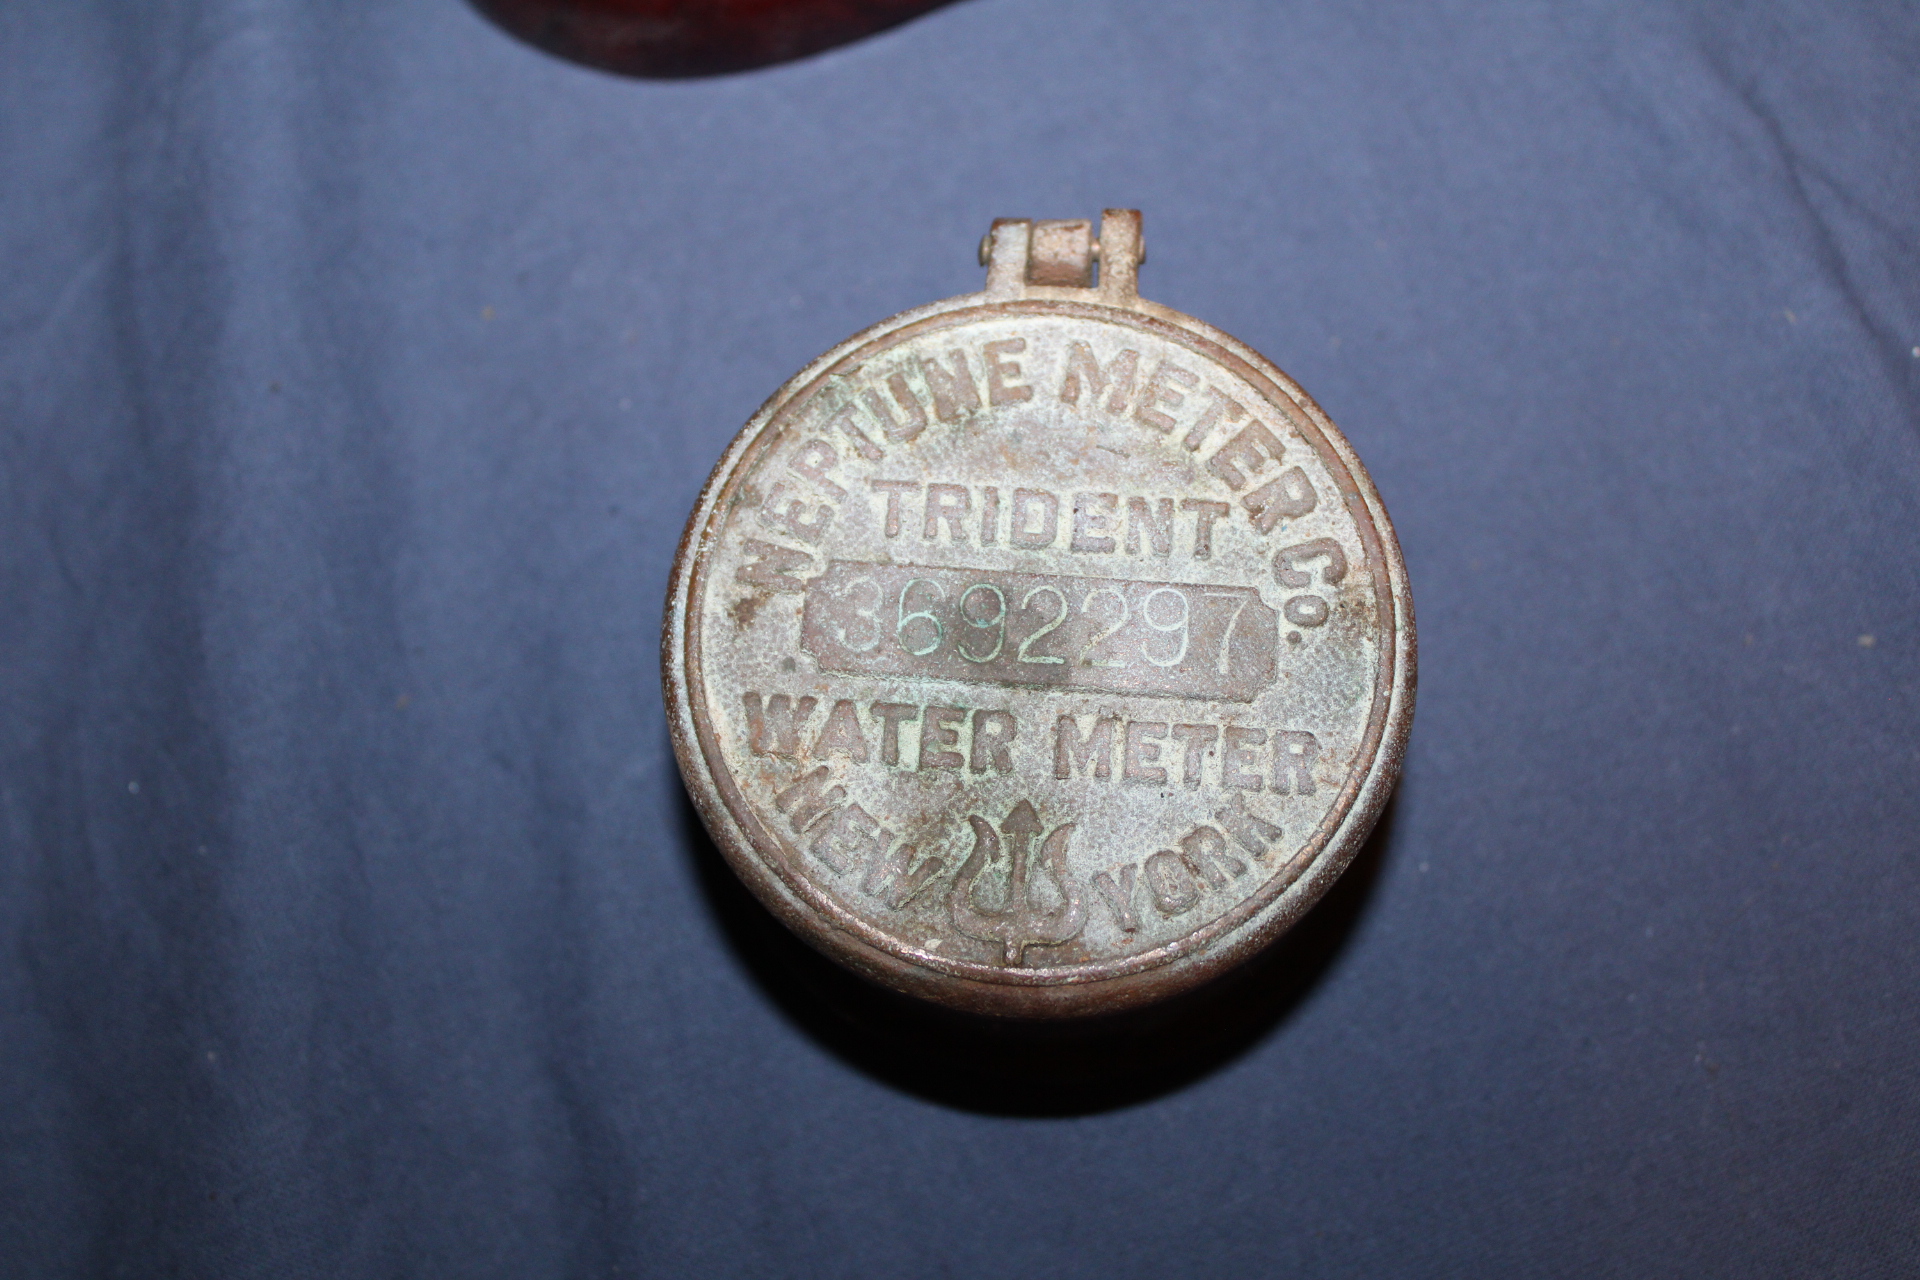 NEPTUNE METER CO.
TRIDENT
3692297
WATER METER
NEW YORK